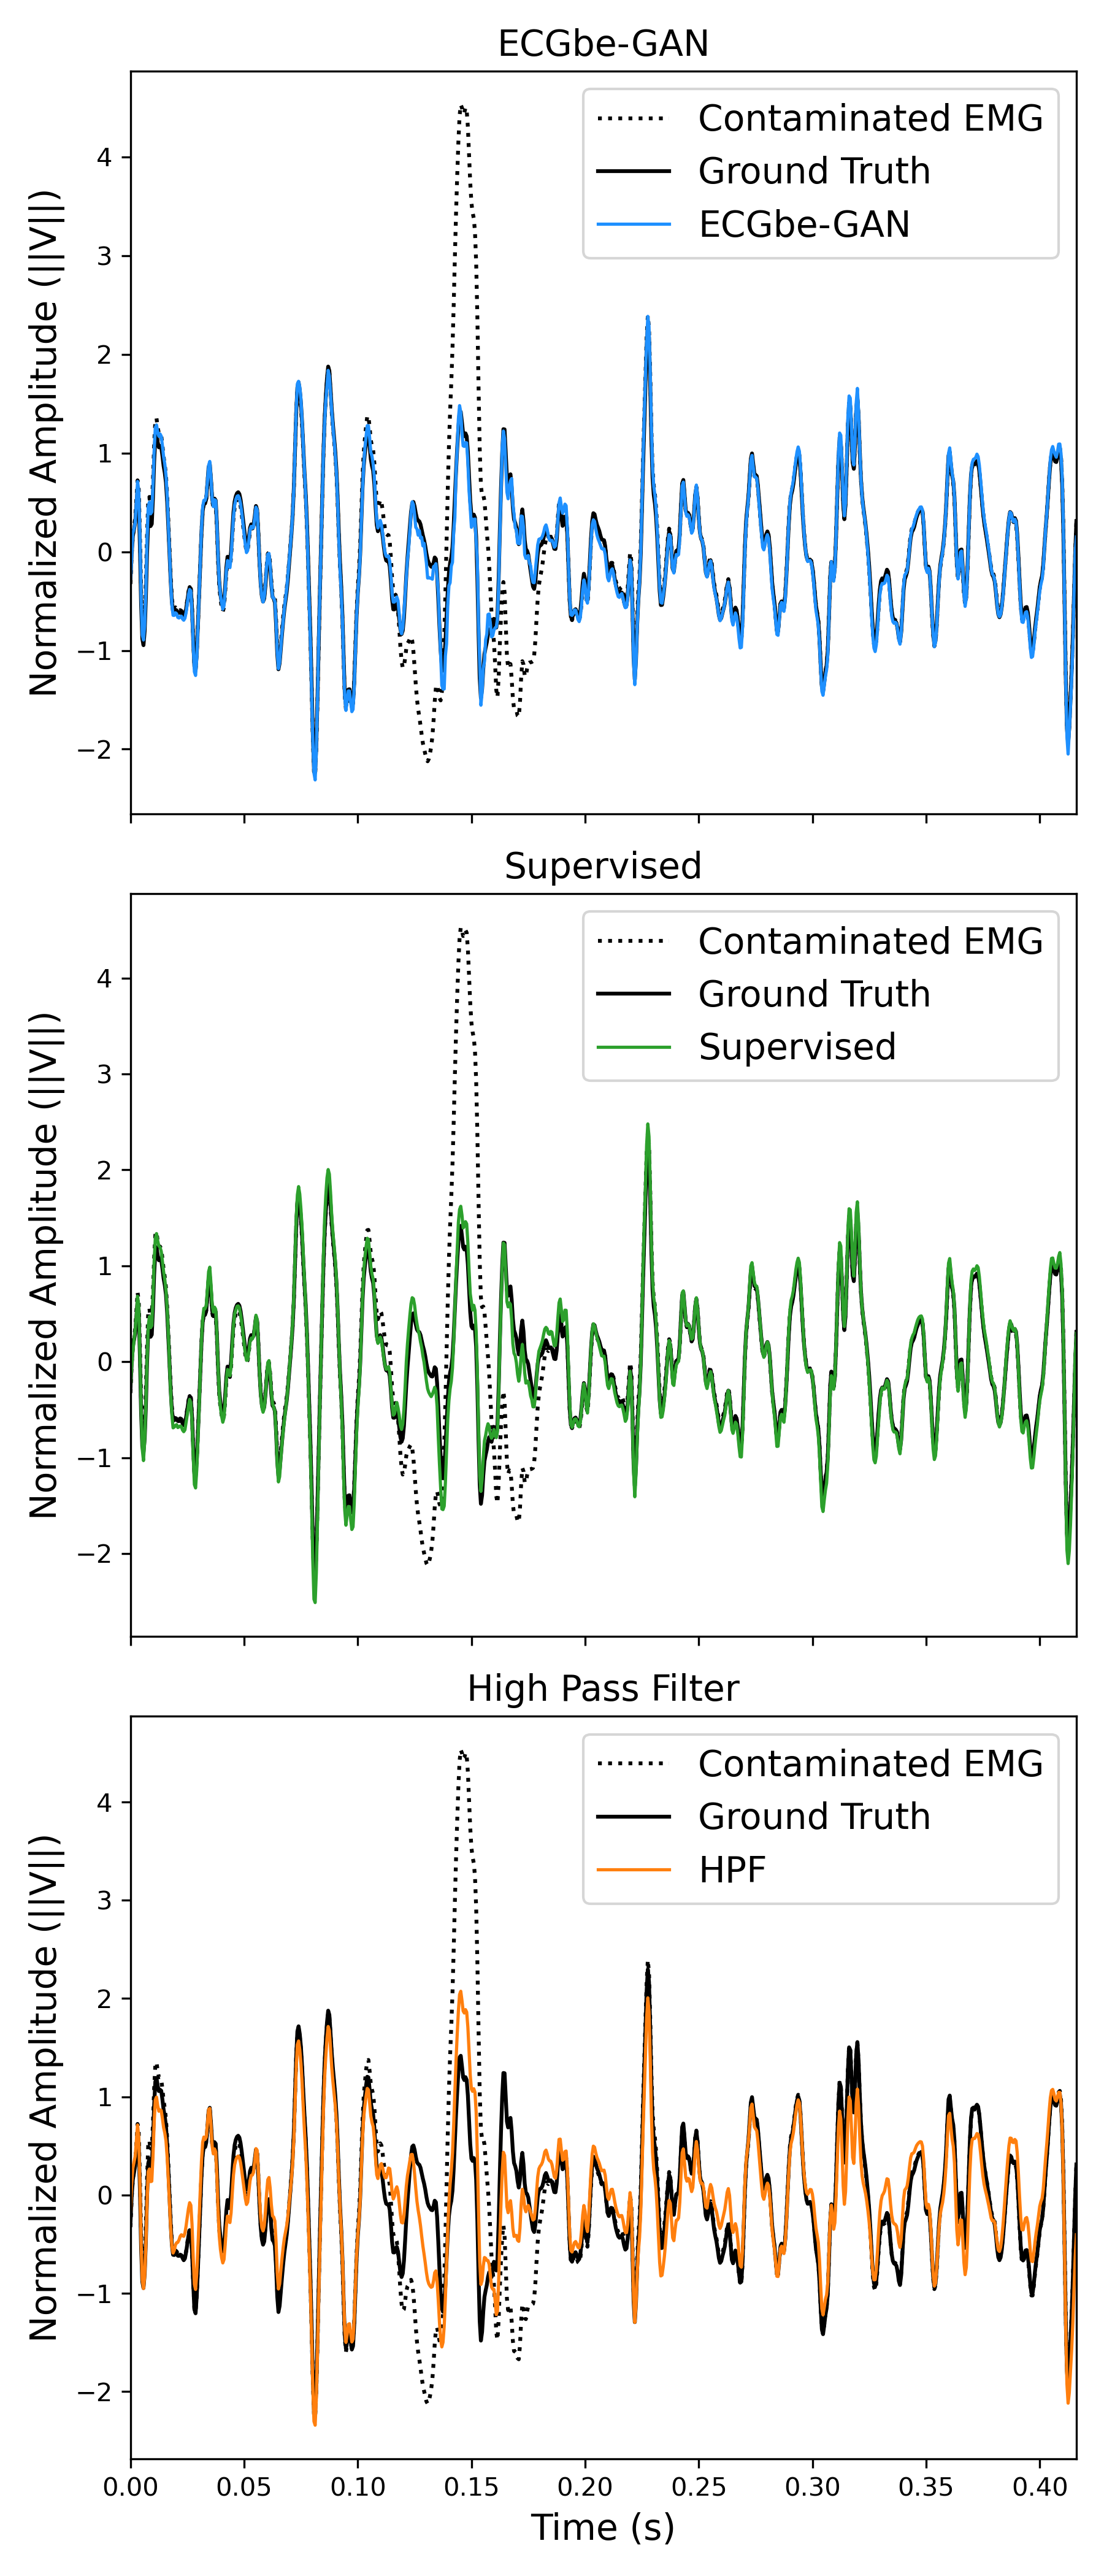 ECGbe-GAN
Normalized Amplitude (||V||)
4
3
2
1
0
−1
−2
Contaminated EMG
Ground Truth
ECGbe-GAN
Supervised
Normalized Amplitude (||V||)
4
3
2
1
0
−1
−2
Contaminated EMG
Ground Truth
Supervised
High Pass Filter
Normalized Amplitude (||V||)
4
3
2
1
0
−1
−2
Contaminated EMG
Ground Truth
HPF
0.00 0.05 0.10 0.15 0.20 0.25 0.30 0.35 0.40
Time (s)